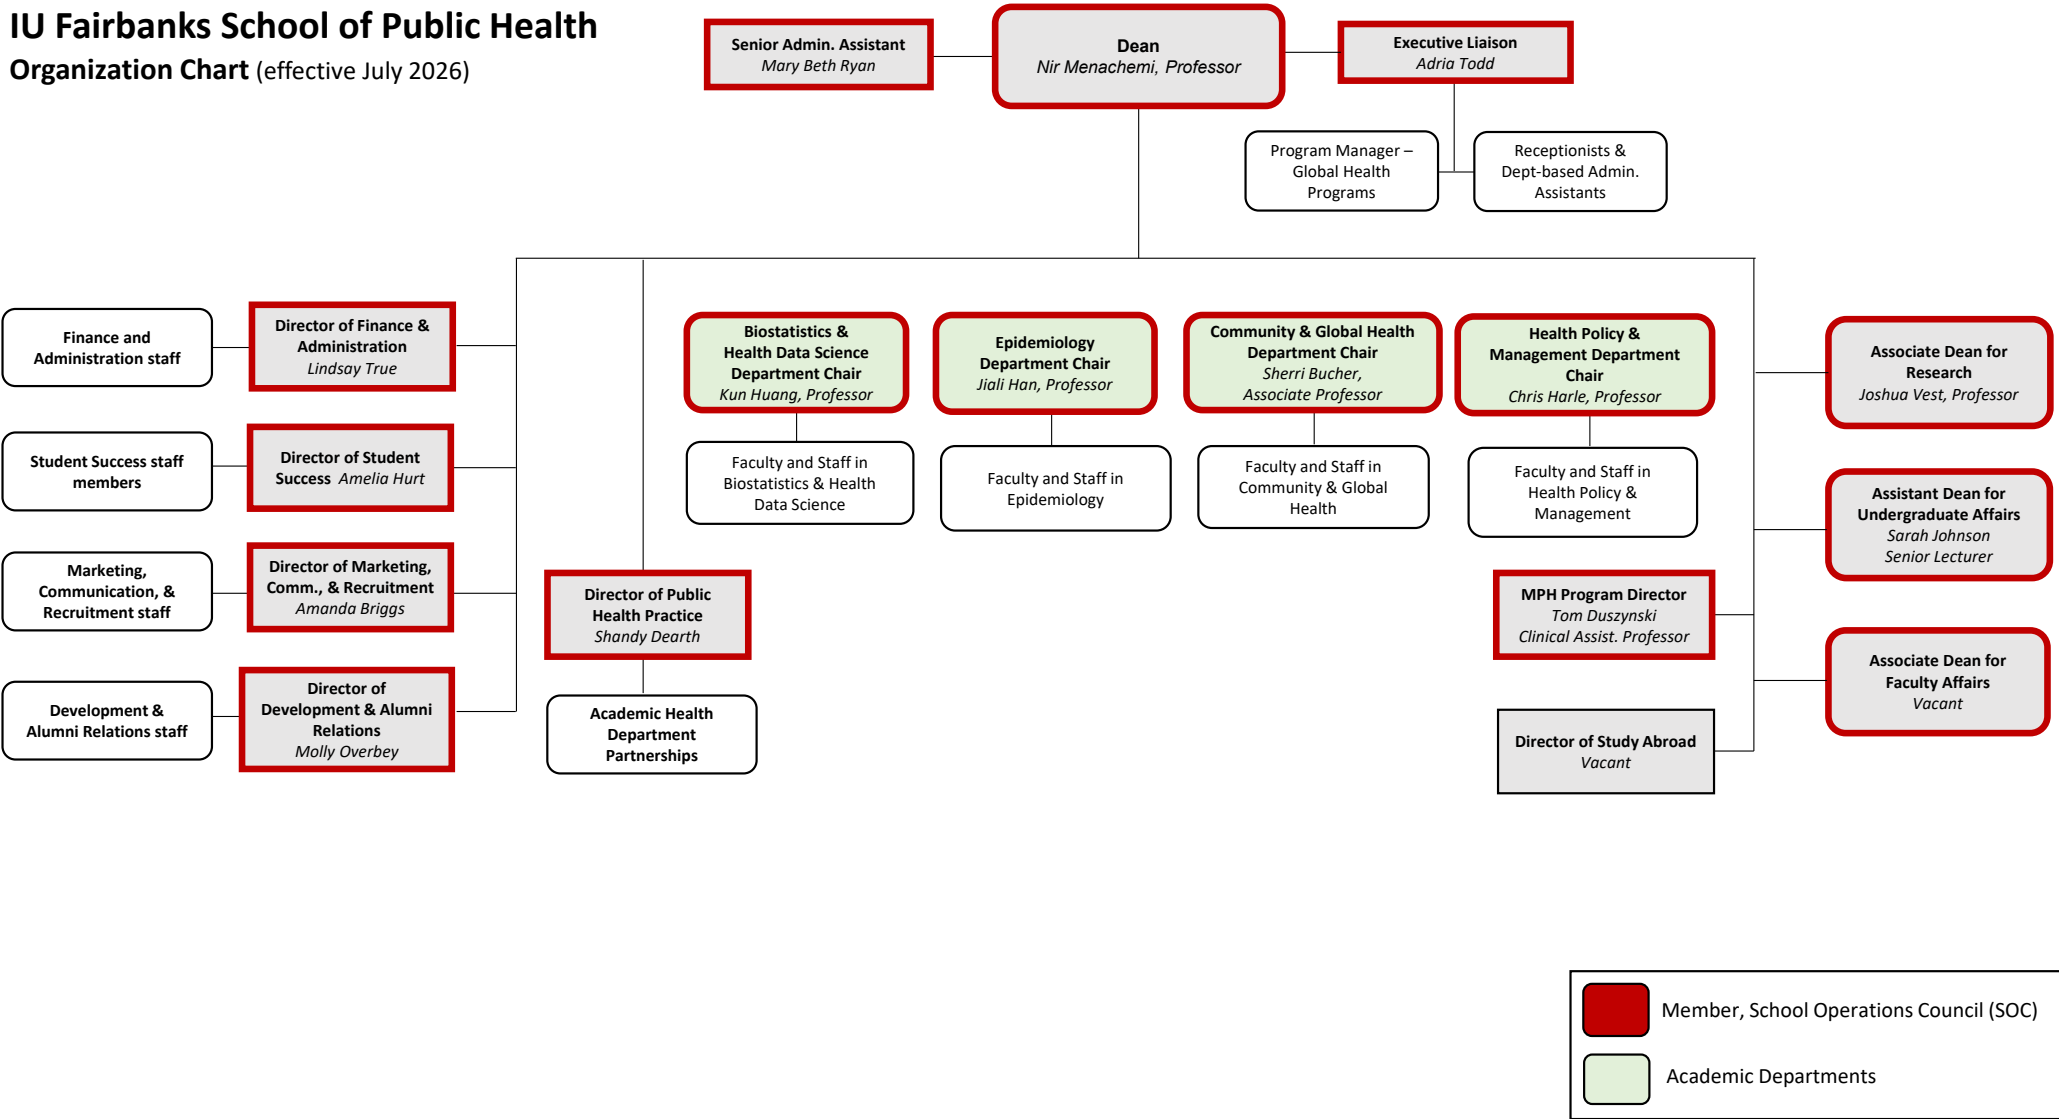 IU Fairbanks School of Public Health
Organization Chart (effective July 2026)
Senior Admin. Assistant
Mary Beth Ryan
Dean
Nir Menachemi, Professor
Executive Liaison
Adria Todd
Program Manager –
Global Health
Programs
Receptionists &
Dept-based Admin.
Assistants
Finance and
Administration staff
Director of Finance &
Administration
Lindsay True
Student Success staff
members
Director of Student
Success Amelia Hurt
Marketing,
Communication, &
Recruitment staff
Director of Marketing,
Comm., & Recruitment
Amanda Briggs
Development &
Alumni Relations staff
Director of
Development & Alumni
Relations
Molly Overbey
Director of Public
Health Practice
Shandy Dearth
Academic Health
Department
Partnerships
Biostatistics &
Health Data Science
Department Chair
Kun Huang, Professor
Faculty and Staff in
Biostatistics & Health
Data Science
Epidemiology
Department Chair
Jiali Han, Professor
Faculty and Staff in
Epidemiology
Community & Global Health
Department Chair
Sherri Bucher,
Associate Professor
Faculty and Staff in
Community & Global
Health
Health Policy &
Management Department
Chair
Chris Harle, Professor
Faculty and Staff in
Health Policy &
Management
MPH Program Director
Tom Duszynski
Clinical Assist. Professor
Director of Study Abroad
Vacant
Associate Dean for
Research
Joshua Vest, Professor
Assistant Dean for
Undergraduate Affairs
Sarah Johnson
Senior Lecturer
Associate Dean for
Faculty Affairs
Vacant
Member, School Operations Council (SOC)
Academic Departments